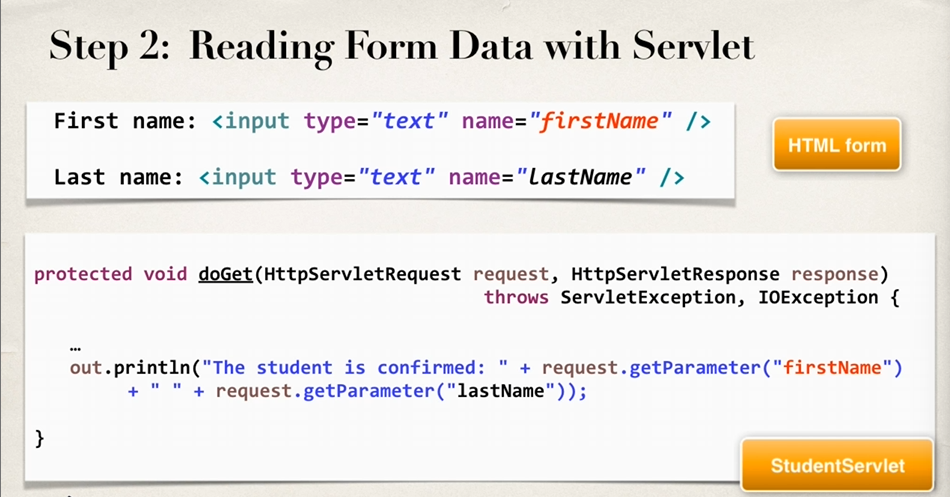 Step 2: Reading Form Data with Servlet
First name: <input type="text" name="firstName" />
HTML form
Last name: <input type="text" name="lastName" />
protected void doGet(HttpServletRequest request, HttpServletResponse response)
throws ServletException, IOException {
…
out.println("The student is confirmed: " + request.getParameter("firstName")
+ " " + request.getParameter("lastName"));
}
StudentServlet